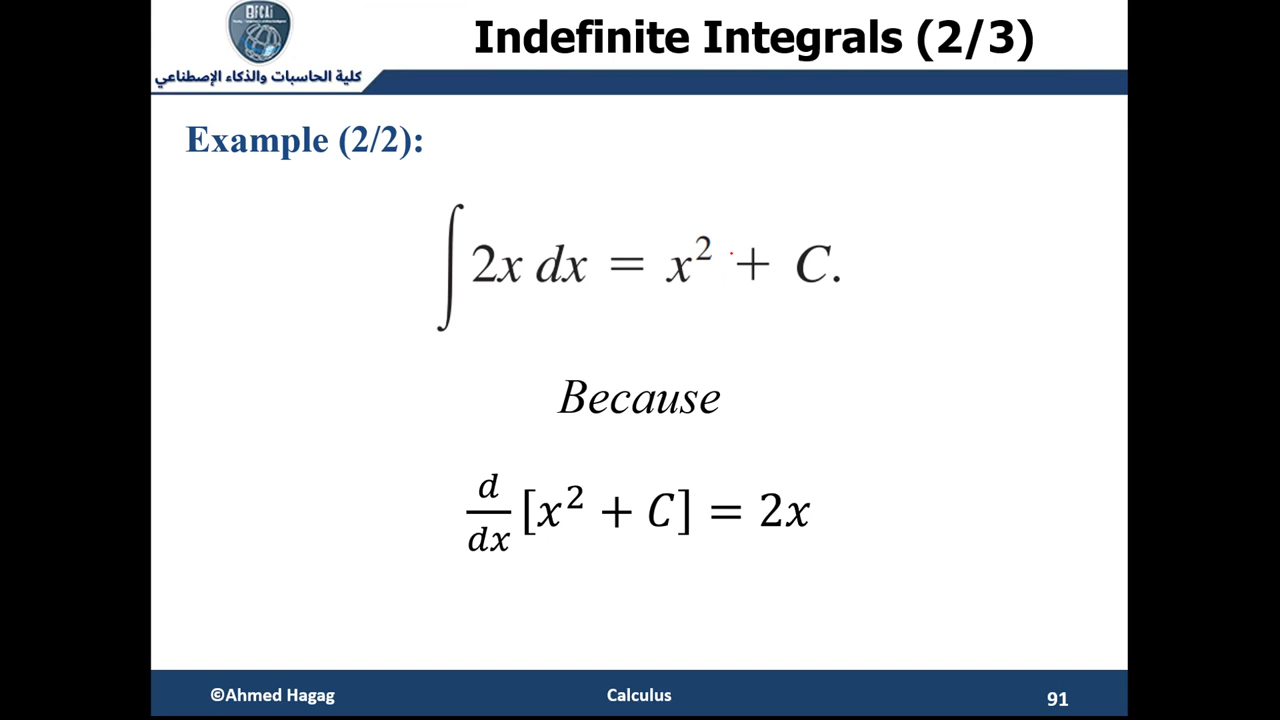 FCAi
Indefinite Integrals (2/3)
كلية الحاسبات والذكاء الإصطناعي
Example (2/2):
∫ 2x dx = x² + C.
Because
d/dx [x² + C] = 2x
©Ahmed Hagag
Calculus
91